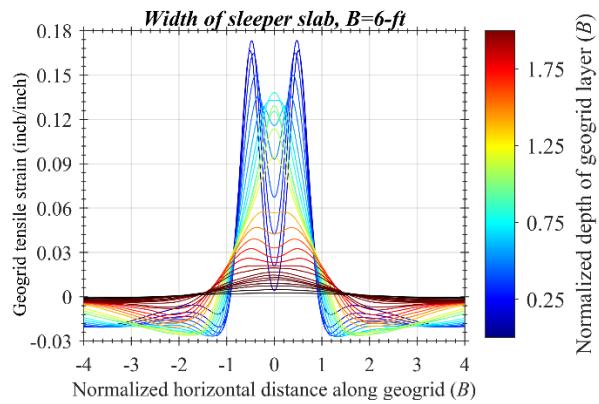 Width of sleeper slab, B=6-ft
Geogrid tensile strain (inch/inch)
0.18
0.15
0.12
0.09
0.06
0.03
0
-0.03
-4 -3 -2 -1 0 1 2 3 4
Normalized horizontal distance along geogrid (B)
1.75
1.25
0.75
0.25
Normalized depth of geogrid layer (B)